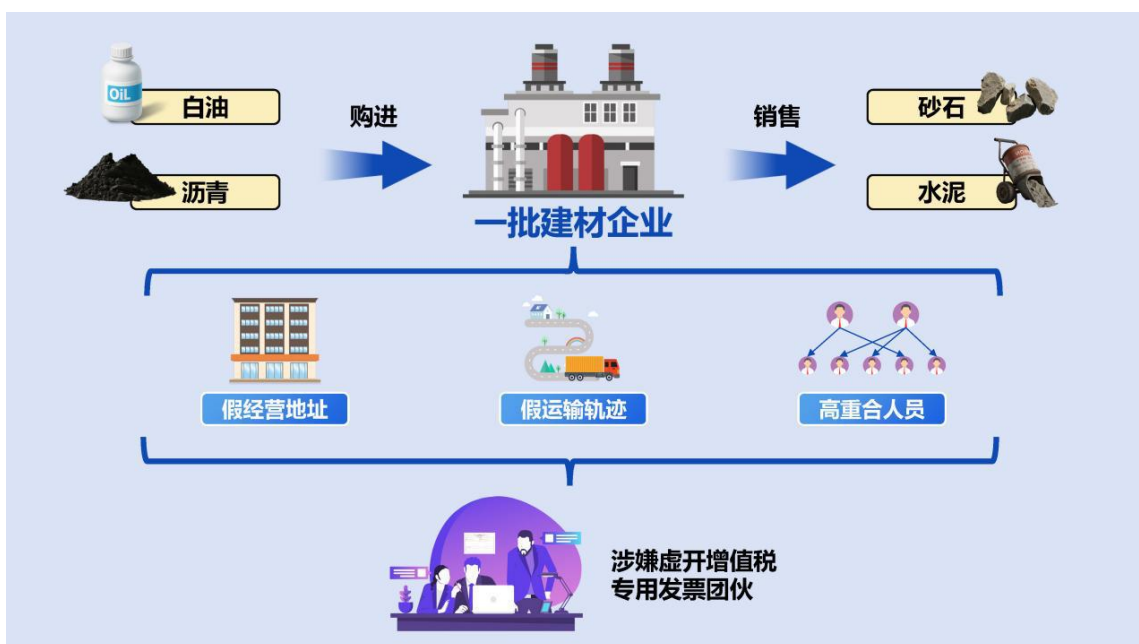 OiL
白油
购进
销售
砂石
沥青
水泥
一批建材企业
假经营地址
假运输轨迹
高重合人员
涉嫌虚开增值税
专用发票团伙